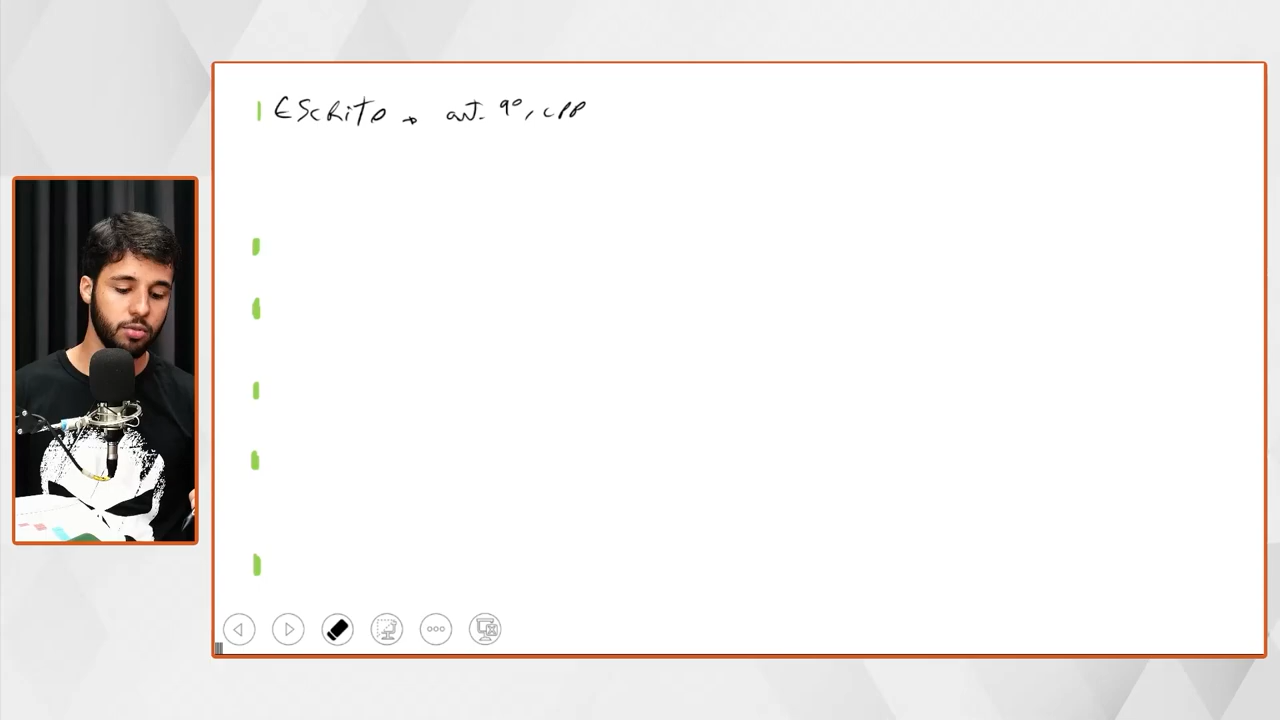 Escrito → art. 9º, CPP